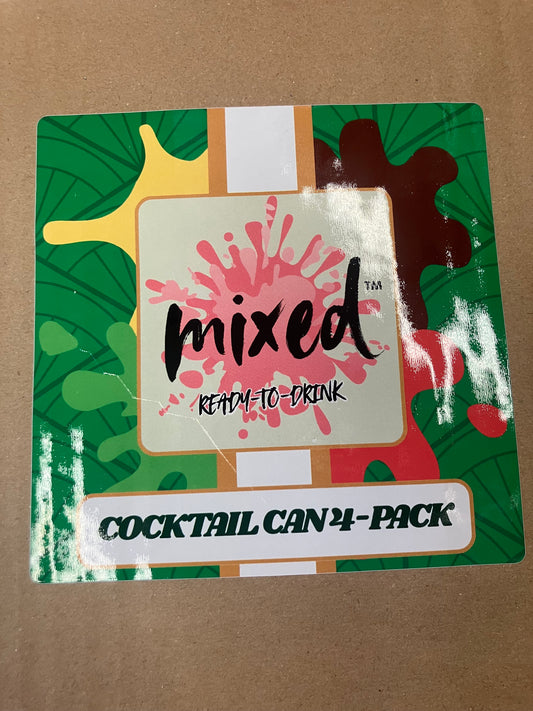 mixed™
READY-TO-DRINK
COCKTAIL CAN 4-PACK